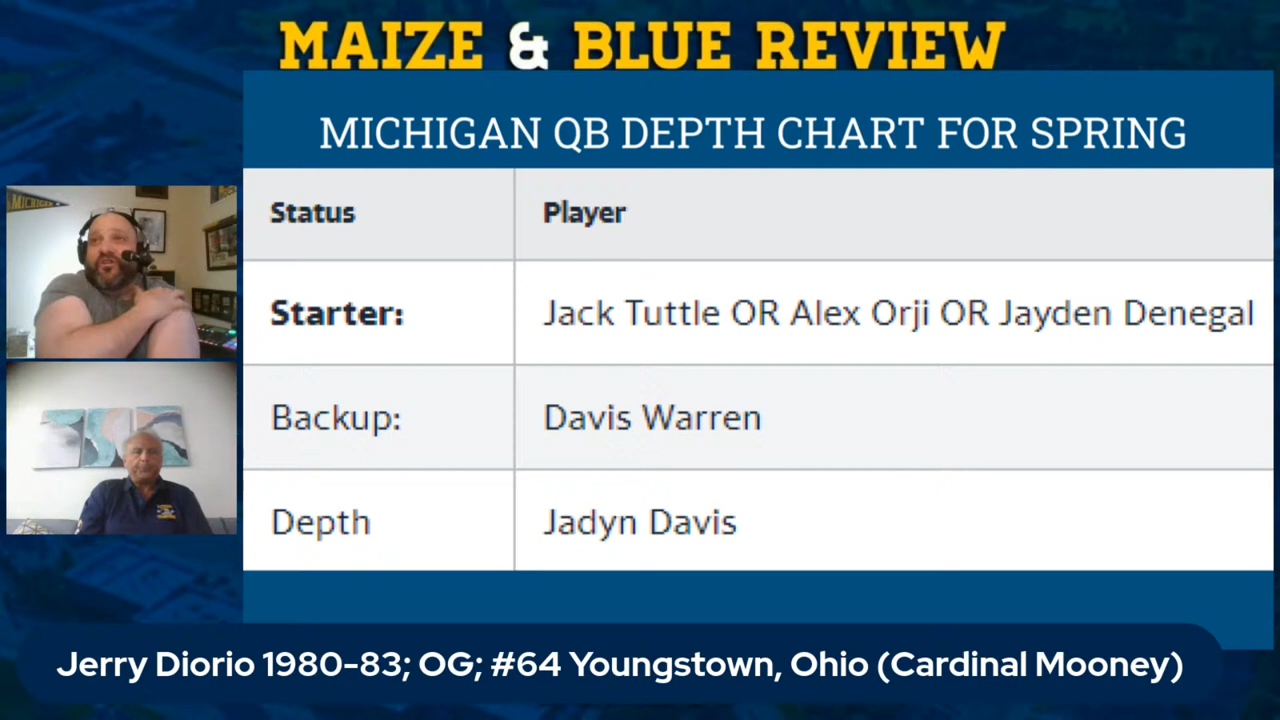 MAIZE & BLUE REVIEW
MICHIGAN QB DEPTH CHART FOR SPRING
Status Player
Starter: Jack Tuttle OR Alex Orji OR Jayden Denegal
Backup: Davis Warren
Depth Jadyn Davis
MICHIGAN
Jerry Diorio 1980-83; OG; #64 Youngstown, Ohio (Cardinal Mooney)